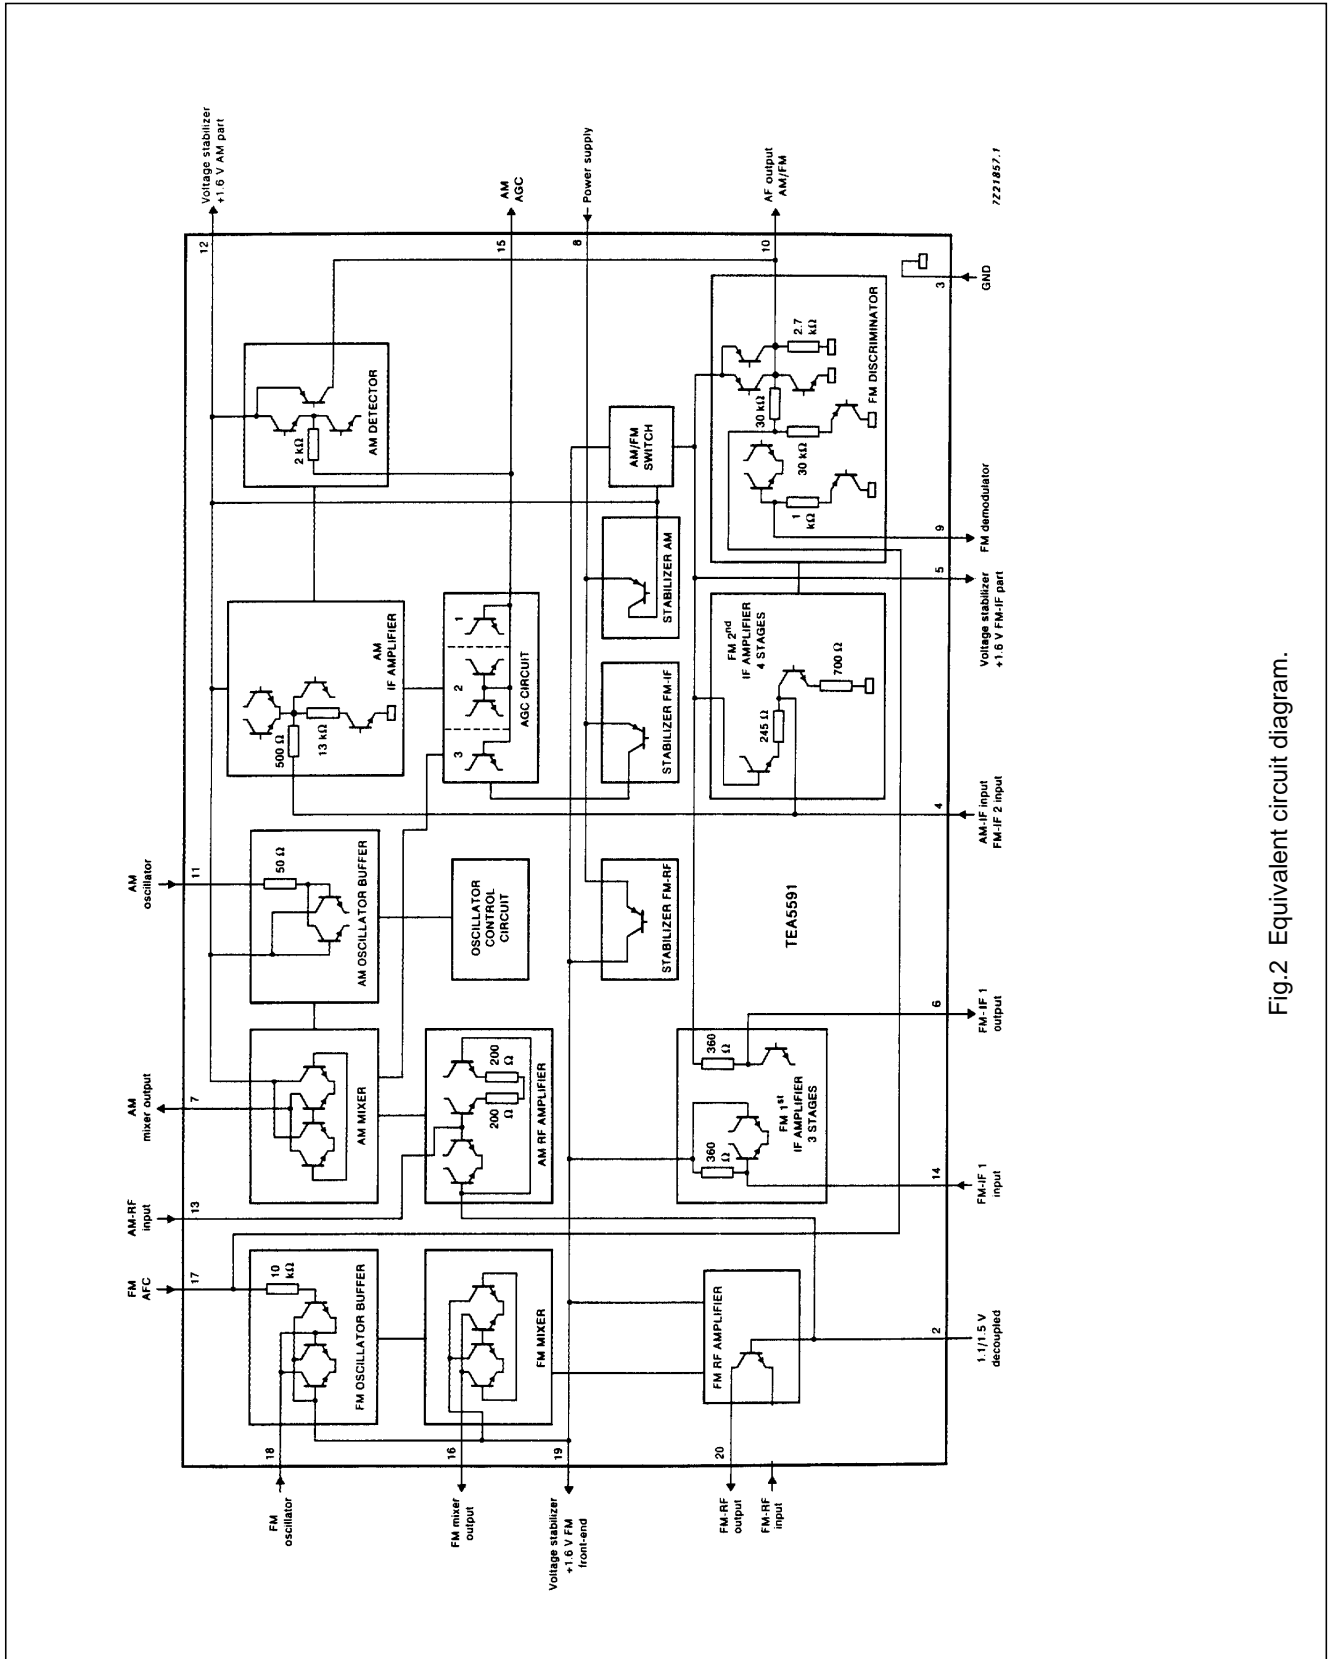 FM
oscillator
18
FM mixer
output
16
Voltage stabilizer
+1.6 V FM
front-end
19
FM-RF
output
20
FM-RF
input
FM
AFC
17
10
kΩ
FM OSCILLATOR BUFFER
FM MIXER
FM RF AMPLIFIER
2
1.1/1.5 V
decoupled
AM-RF
input
13
AM
mixer output
7
AM MIXER
200
Ω
200
Ω
AM RF AMPLIFIER
360
Ω
360
Ω
FM 1st
IF AMPLIFIER
3 STAGES
14
FM-IF 1
input
6
FM-IF 1
output
AM
oscillator
11
50 Ω
AM OSCILLATOR BUFFER
OSCILLATOR
CONTROL
CIRCUIT
STABILIZER FM-RF
TEA5591
500 Ω
13 kΩ
AM
IF AMPLIFIER
3
2
1
AGC CIRCUIT
STABILIZER FM-IF
STABILIZER AM
FM 2nd
IF AMPLIFIER
4 STAGES
245 Ω
700 Ω
4
AM-IF input
FM-IF 2 input
5
Voltage stabilizer
+1.6 V FM-IF part
2 kΩ
AM DETECTOR
AM/FM
SWITCH
1
kΩ
30 kΩ
30 kΩ
2.7
kΩ
FM DISCRIMINATOR
9
FM demodulator
12
Voltage stabilizer
+1.6 V AM part
15
AM
AGC
8
Power supply
10
AF output
AM/FM
3
GND
7Z21857.1
Fig.2 Equivalent circuit diagram.